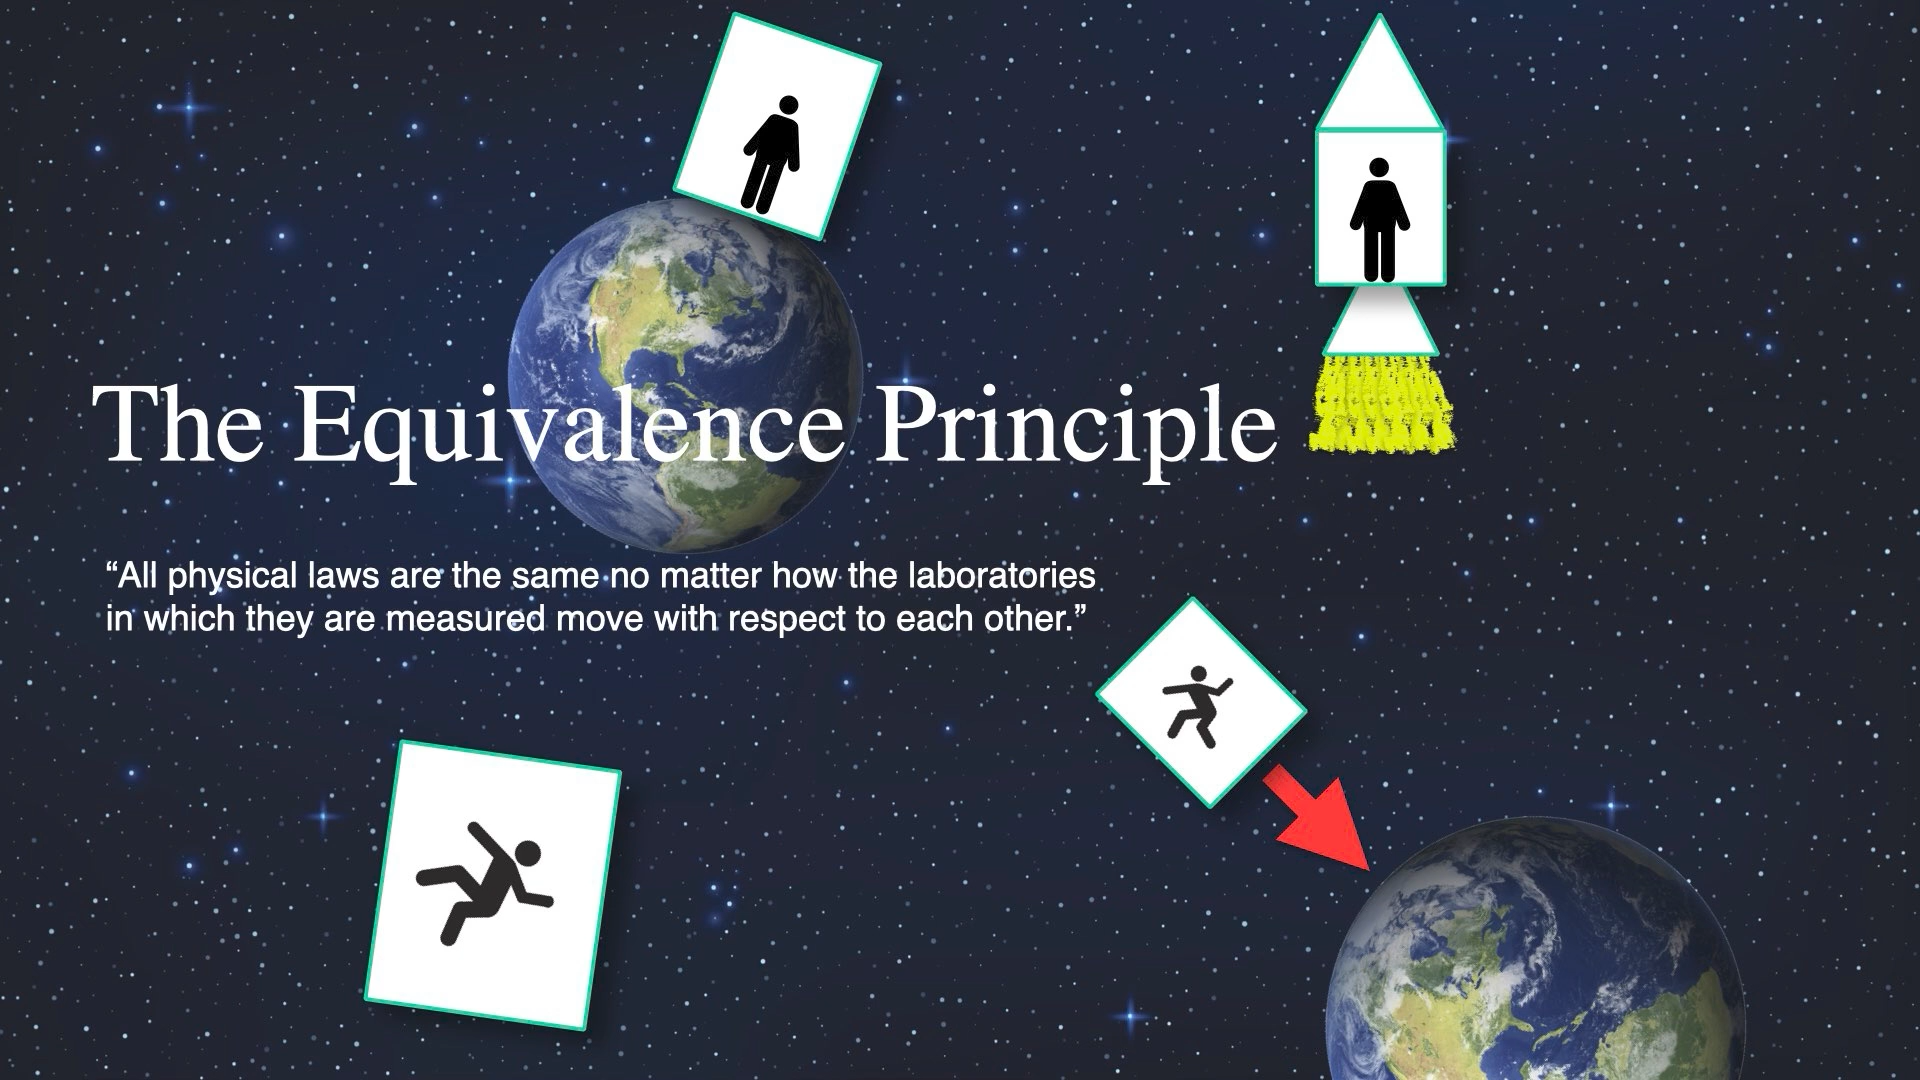 The Equivalence Principle
“All physical laws are the same no matter how the laboratories
in which they are measured move with respect to each other.”